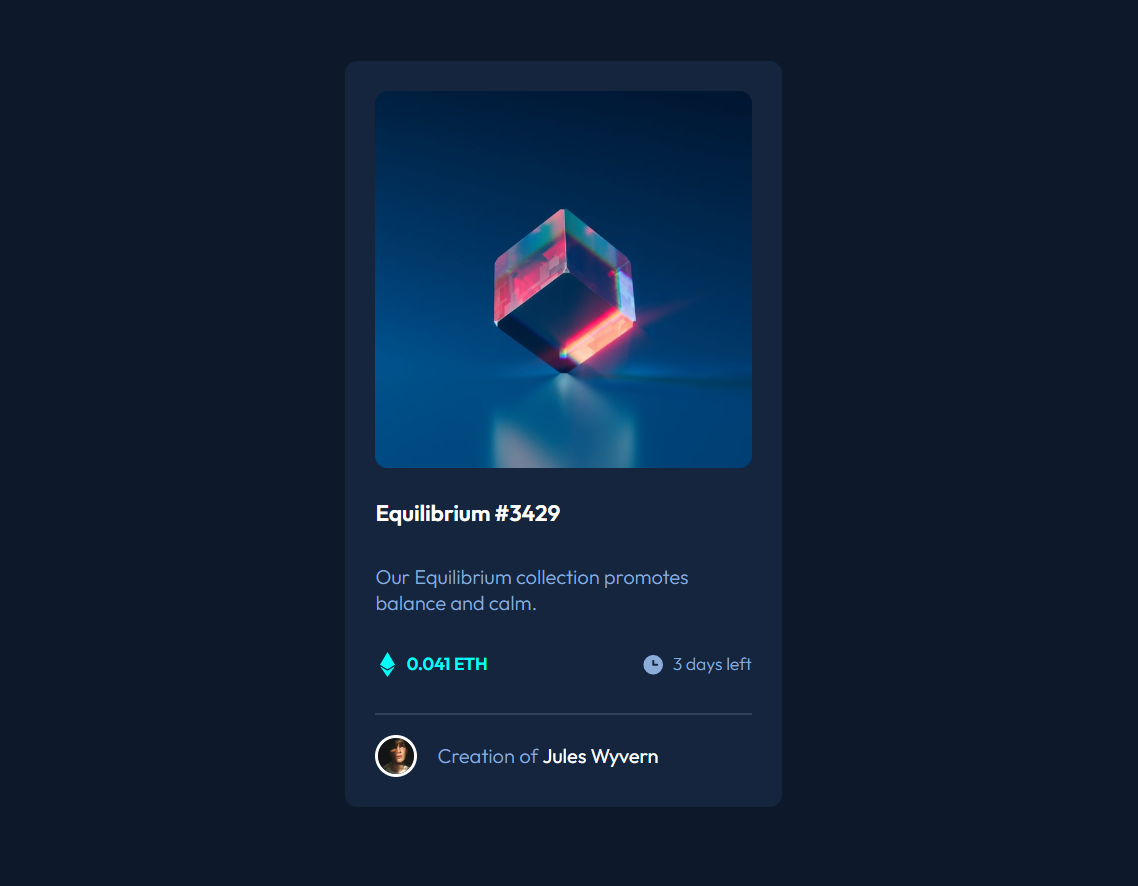 Equilibrium #3429
Our Equilibrium collection promotes
balance and calm.
0.041 ETH
3 days left
Creation of Jules Wyvern